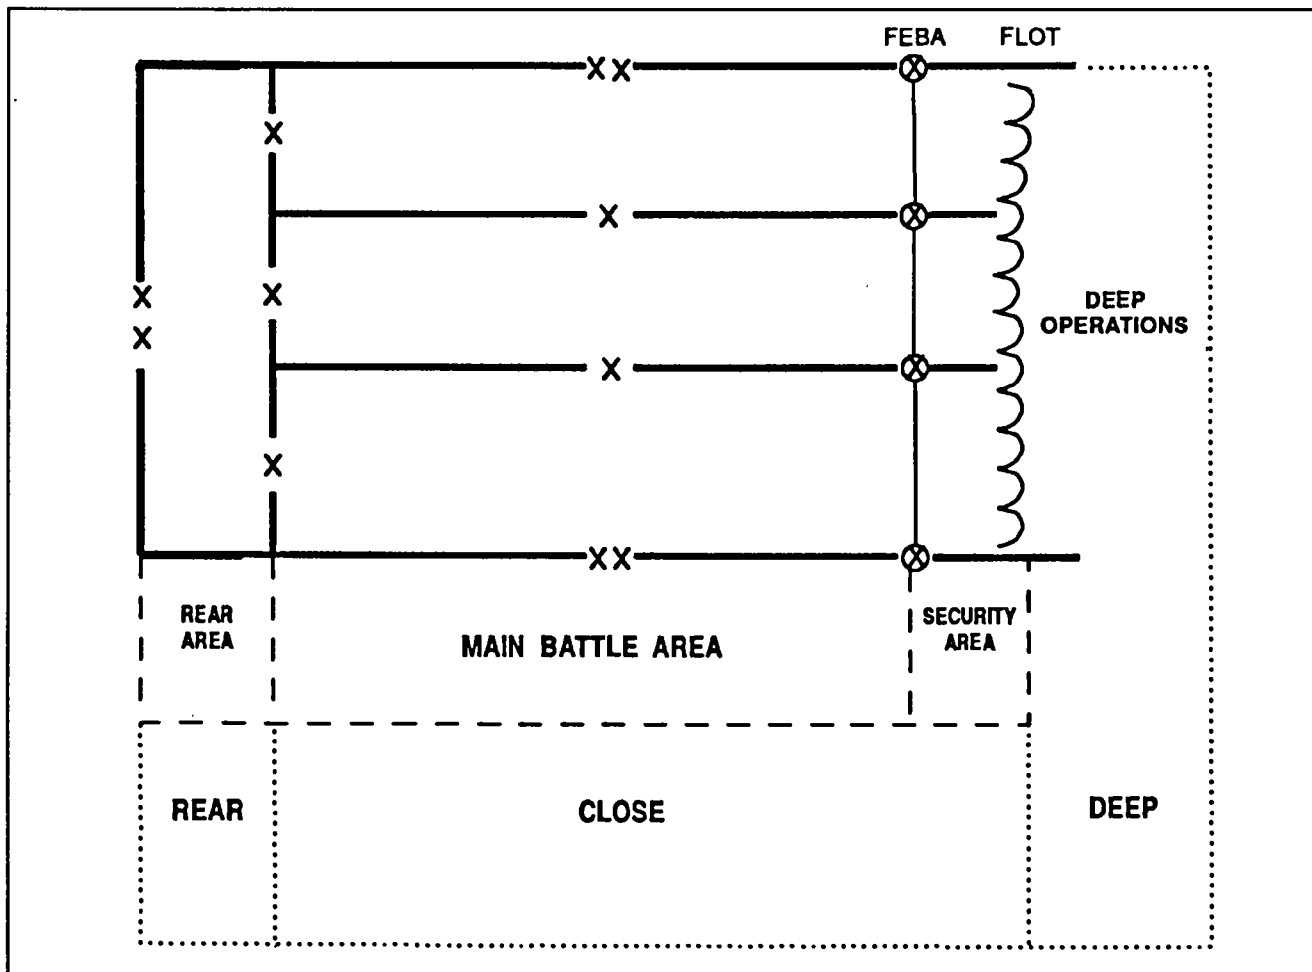 FEBA
FLOT
XX
X
X
X
X
DEEP
OPERATIONS
X
X
X
X
XX
REAR
AREA
MAIN BATTLE AREA
SECURITY
AREA
REAR
CLOSE
DEEP